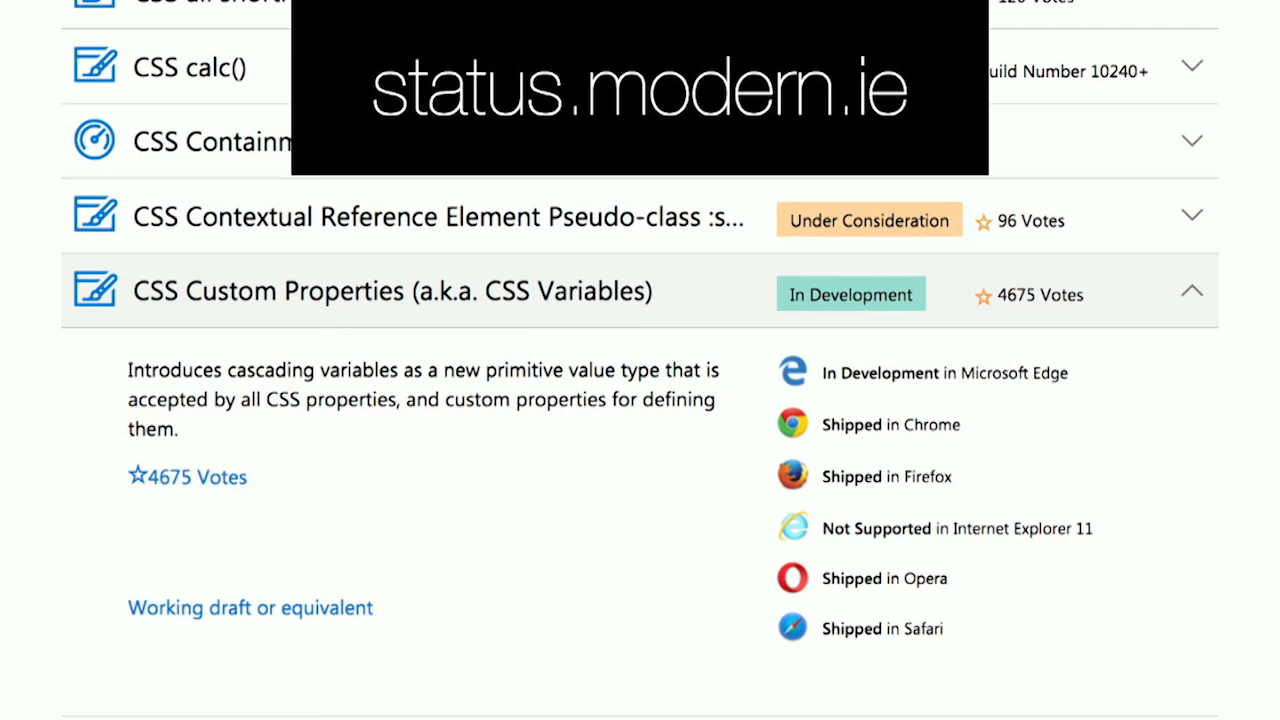 status.modern.ie
CSS calc()
uild Number 10240+
CSS Containm
CSS Contextual Reference Element Pseudo-class :s...
Under Consideration
96 Votes
CSS Custom Properties (a.k.a. CSS Variables)
In Development
4675 Votes
Introduces cascading variables as a new primitive value type that is
accepted by all CSS properties, and custom properties for defining
them.
4675 Votes
Working draft or equivalent
In Development in Microsoft Edge
Shipped in Chrome
Shipped in Firefox
Not Supported in Internet Explorer 11
Shipped in Opera
Shipped in Safari